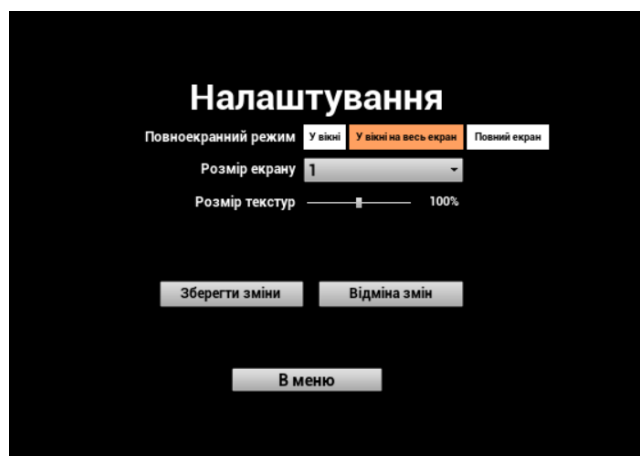 Налаштування
Повноекранний режим У вікні У вікні на весь екран Повний екран
Розмір екрану 1
Розмір текстур 100%
Зберегти зміни Відміна змін
В меню